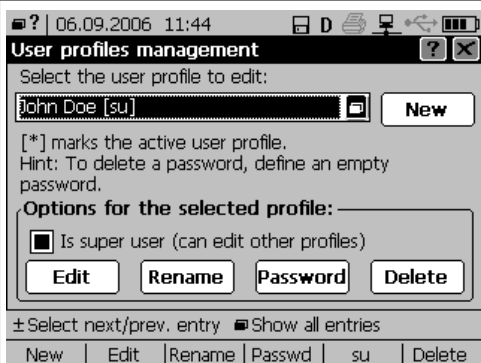 ? 06.09.2006 11:44 D
User profiles management ? X
Select the user profile to edit:
John Doe [su] New
[*] marks the active user profile.
Hint: To delete a password, define an empty
password.
Options for the selected profile:
Is super user (can edit other profiles)
Edit Rename Password Delete
± Select next/prev. entry Show all entries
New Edit Rename Passwd su Delete